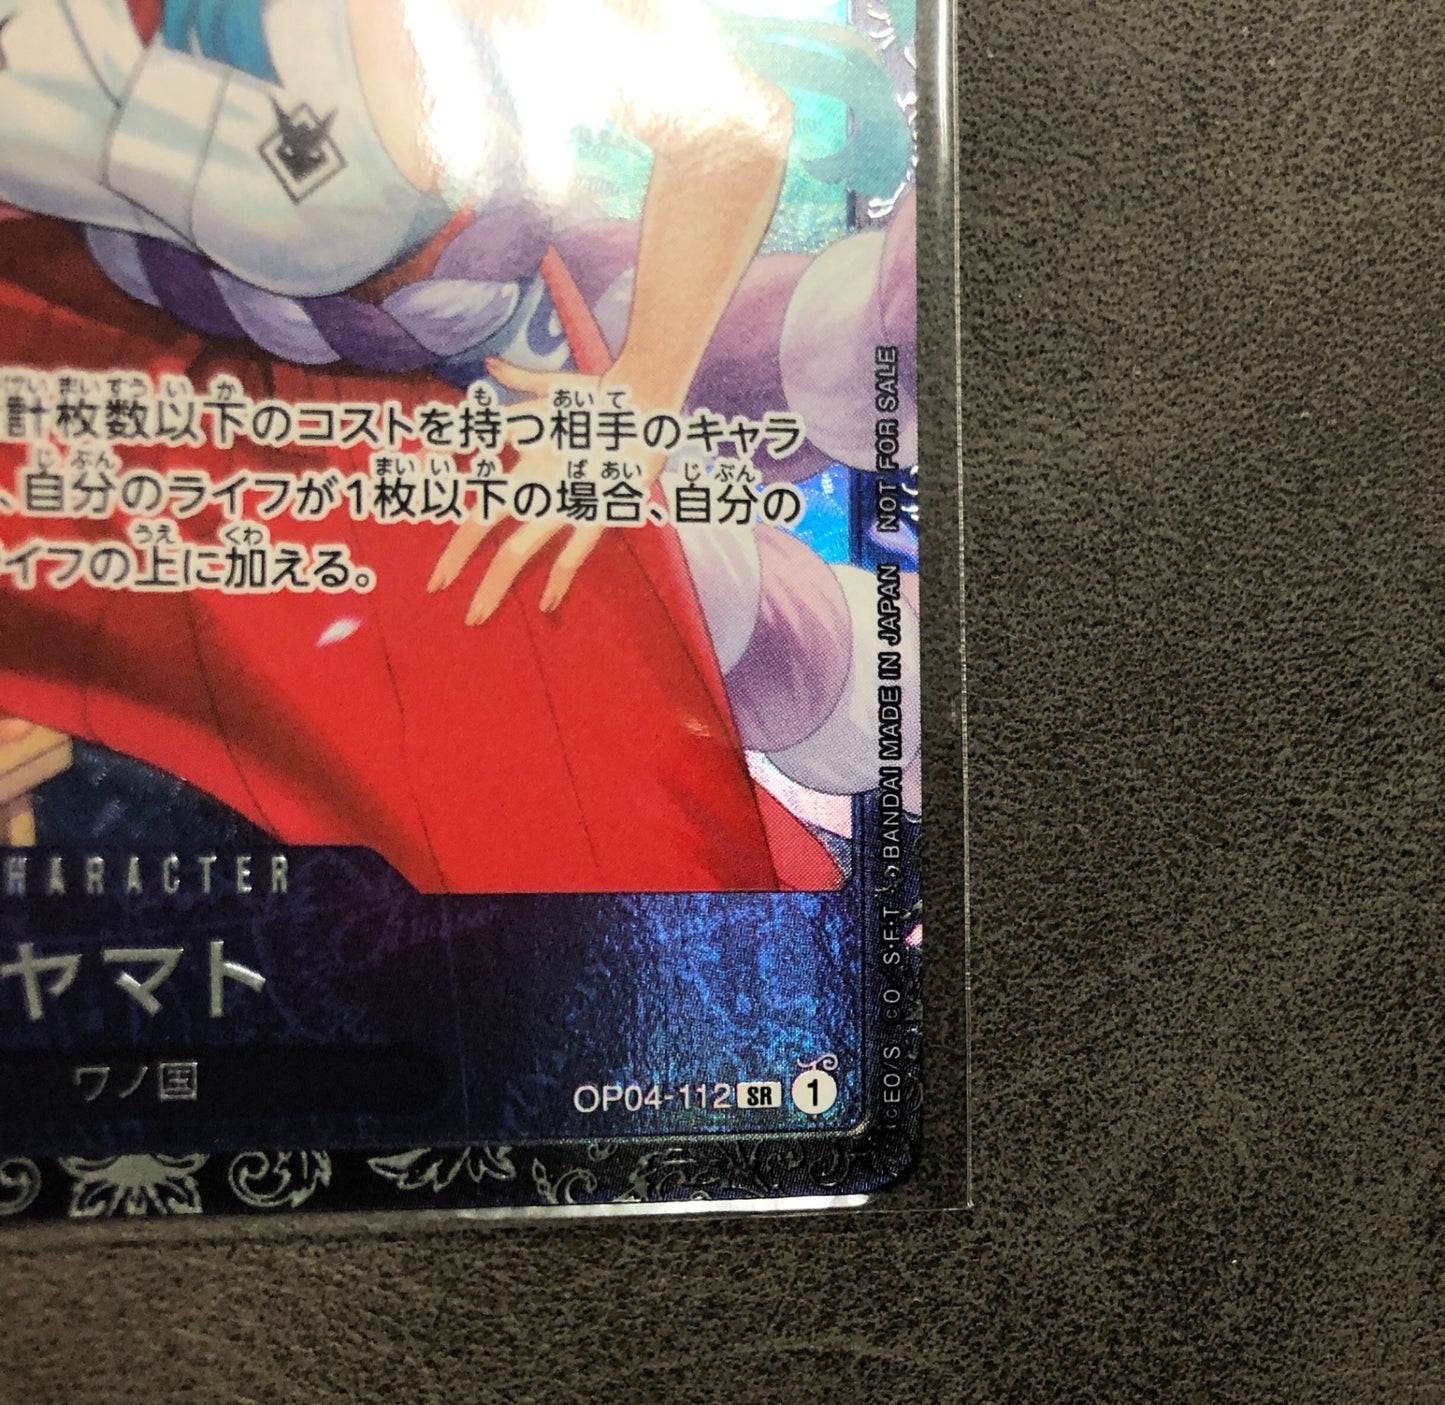 計枚数以下のコストを持つ相手のキャラ
、自分のライフが1枚以下の場合、自分の
イフの上に加える。
HARACTER
ヤマト
ワノ国
OP04-112 SR 1
©EO/S. CO/S.F.T ▷BANDAI MADE IN JAPAN NOT FOR SALE